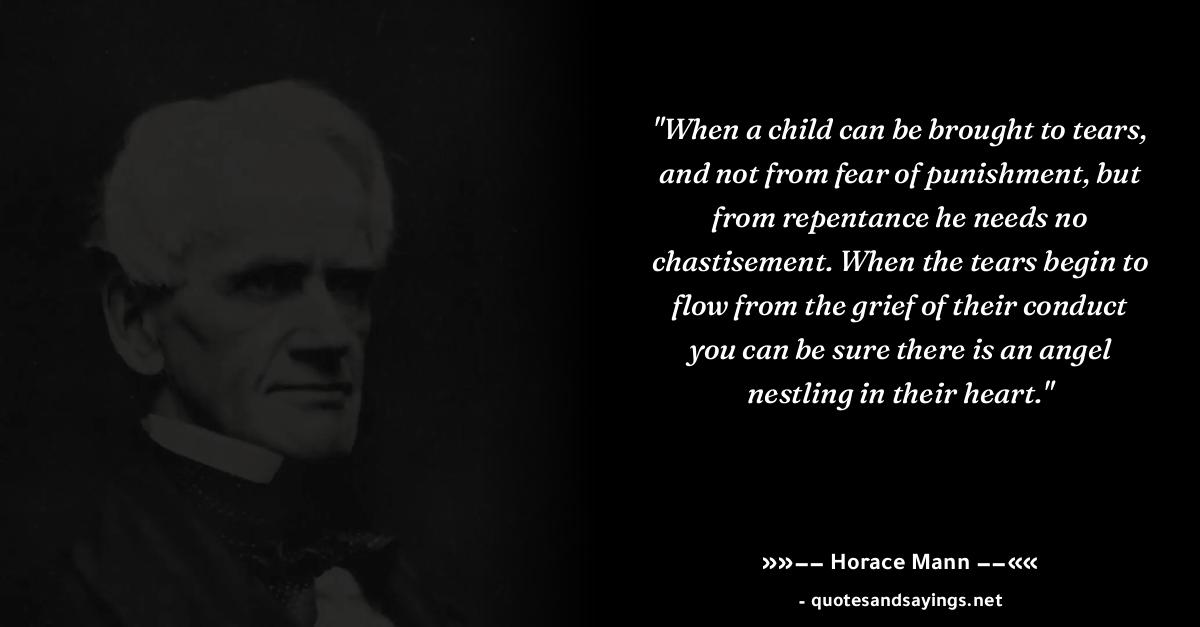 "When a child can be brought to tears,
and not from fear of punishment, but
from repentance he needs no
chastisement. When the tears begin to
flow from the grief of their conduct
you can be sure there is an angel
nestling in their heart."
»»−− Horace Mann −−««
- quotesandsayings.net